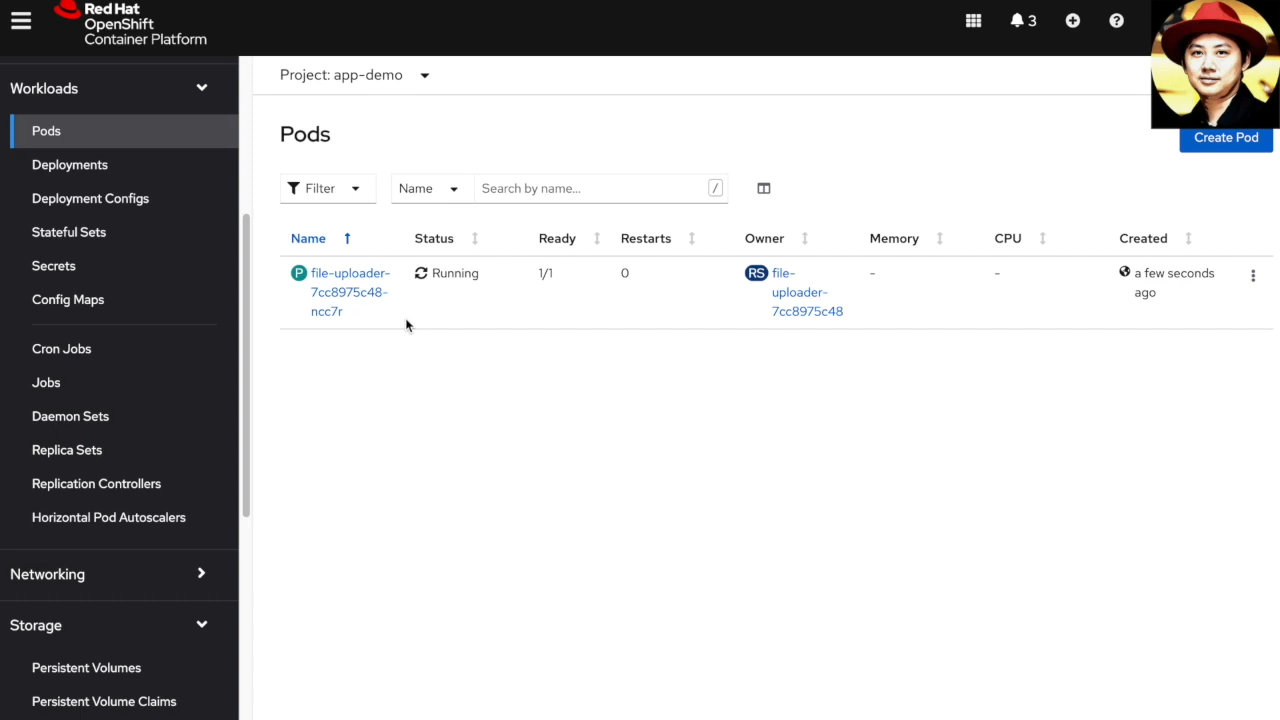 Red Hat
OpenShift
Container Platform
3
Workloads
Pods
Deployments
Deployment Configs
Stateful Sets
Secrets
Config Maps
Cron Jobs
Jobs
Daemon Sets
Replica Sets
Replication Controllers
Horizontal Pod Autoscalers
Networking
Storage
Persistent Volumes
Persistent Volume Claims
Project: app-demo
Pods
Create Pod
Filter Name Search by name... /
Name Status Ready Restarts Owner Memory CPU Created
P file-uploader- Running 1/1 0 RS file- - - a few seconds
7cc8975c48- uploader- ago
ncc7r 7cc8975c48